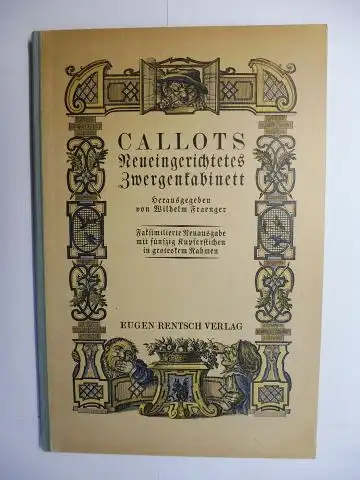 CALLOTS
Neueingerichtetes
Zwergenkabinett
Herausgegeben
von Wilhelm Fraenger
Faksimilierte Neuausgabe
mit fünfzig Kupferstichen
in groteskem Rahmen
EUGEN RENTSCH VERLAG